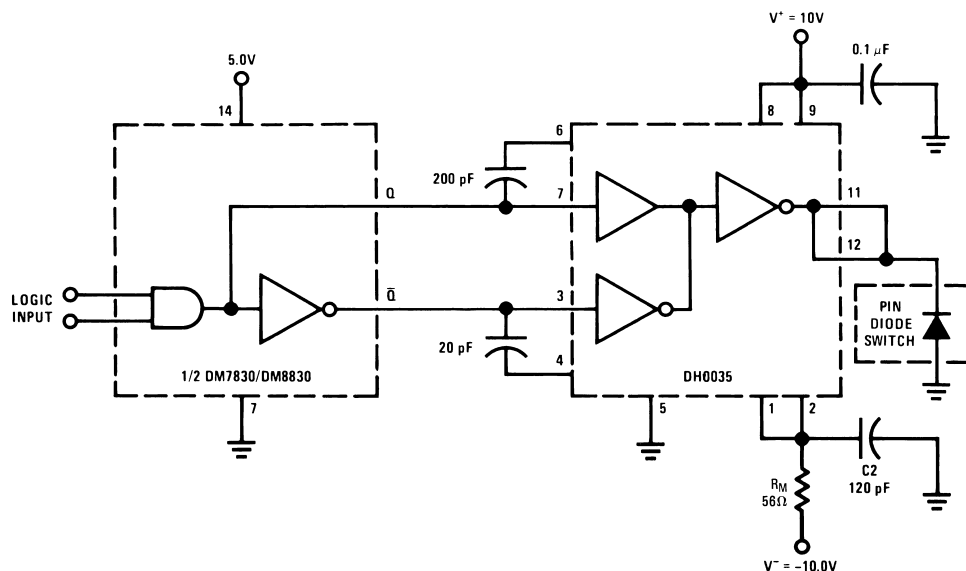 V⁺ = 10V
0.1 μF
5.0V
14
8
9
6
200 pF
Q
7
11
12
LOGIC
INPUT
Q̅
3
PIN
DIODE
SWITCH
20 pF
4
1/2 DM7830/DM8830
DH0035
7
5
1
2
C2
120 pF
R_M
56Ω
V⁻ = –10.0V